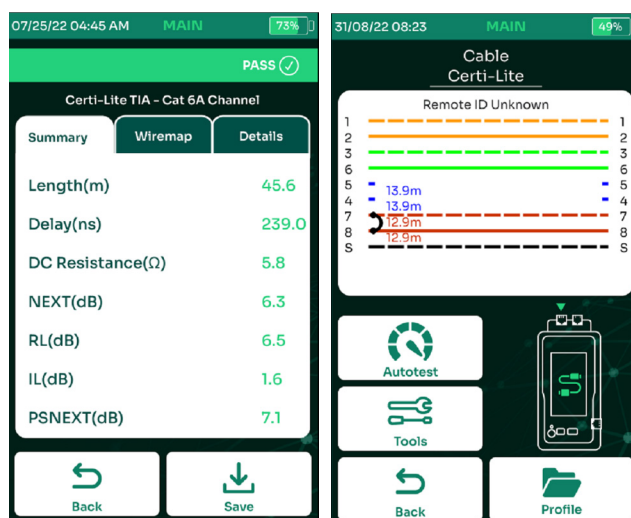 07/25/22 04:45 AM MAIN 73%
PASS
Certi-Lite TIA - Cat 6A Channel
Summary Wiremap Details
Length(m) 45.6
Delay(ns) 239.0
DC Resistance(Ω) 5.8
NEXT(dB) 6.3
RL(dB) 6.5
IL(dB) 1.6
PSNEXT(dB) 7.1
Back Save
31/08/22 08:23 MAIN 49%
Cable
Certi-Lite
Remote ID Unknown
1 1
2 2
3 3
6 6
5 13.9m 5
4 13.9m 4
7 12.9m 7
8 12.9m 8
S S
Autotest
Tools
Back Profile